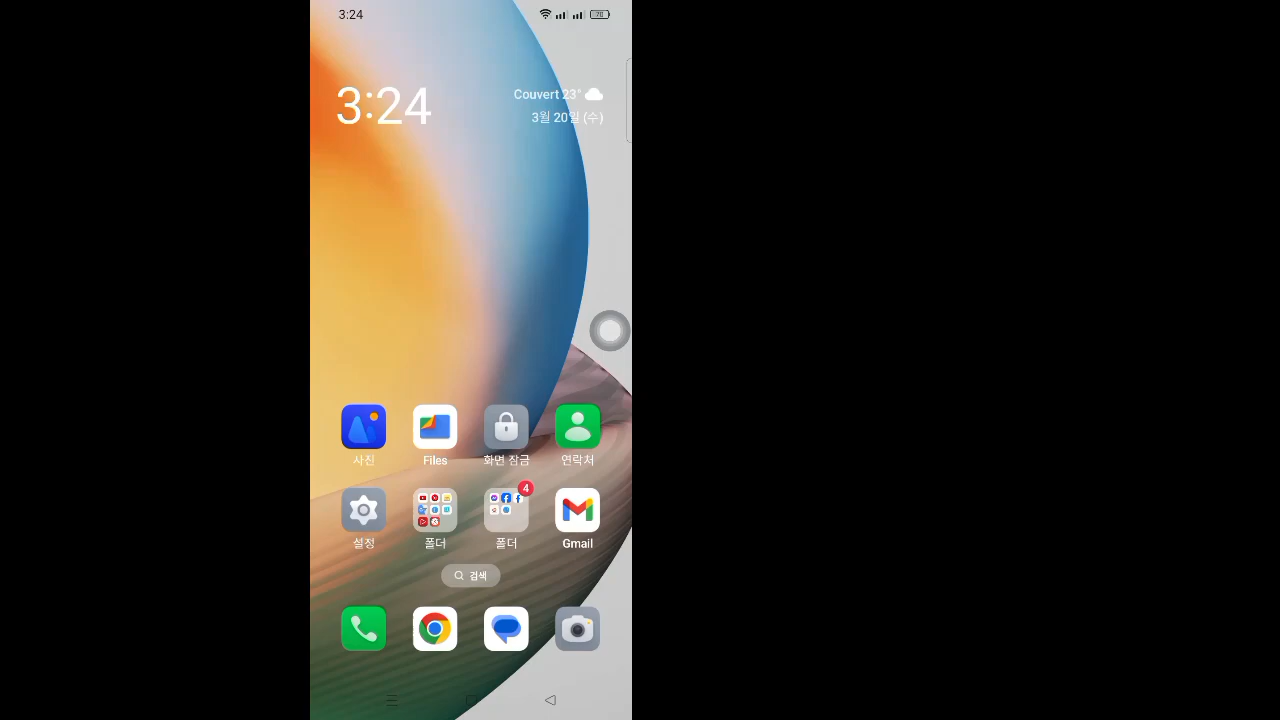 3:24
70
3:24
Couvert 23°
3월 20일 (수)
사진
Files
화면 잠금
연락처
4
설정
폴더
폴더
Gmail
검색